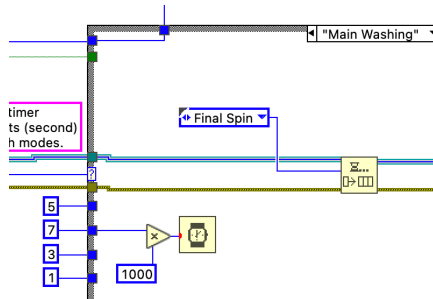 "Main Washing"
timer
ts (second)
h modes.
Final Spin
?
5
7
x
3
1000
1